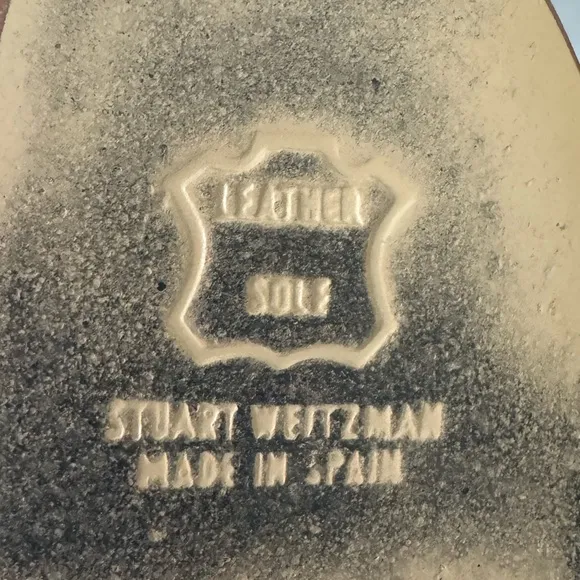 LEATHER
SOLE
STUART WEITZMAN
MADE IN SPAIN